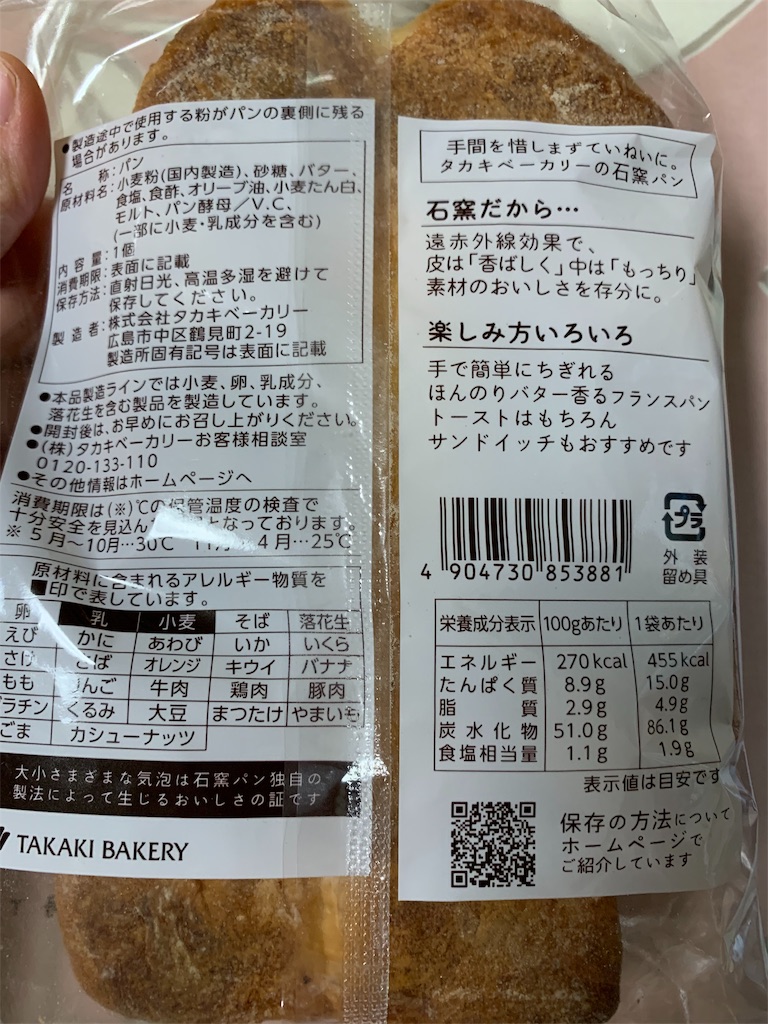 ●製造途中で使用する粉がパンの裏側に残る
場合があります。
名 称：パン
原材料名：小麦粉(国内製造)、砂糖、バター、
食塩、食酢、オリーブ油、小麦たん白、
モルト、パン酵母／V.C.、
(一部に小麦・乳成分を含む)
内 容 量：1個
消費期限：表面に記載
保存方法：直射日光、高温多湿を避けて
保存してください。
製 造 者：株式会社タカキベーカリー
広島市中区鶴見町2-19
製造所固有記号は表面に記載
●本品製造ラインでは小麦、卵、乳成分、
落花生を含む製品を製造しています。
●開封後は、お早めにお召し上がりください。
●(株)タカキベーカリーお客様相談室
0120-133-110
●その他情報はホームページへ
消費期限は(※)℃の保管温度の検査で
十分安全を見込んだ となっております。
※5月～10月…30℃ 11月～4月…25℃
原材料に含まれるアレルギー物質を
■印で表しています。
卵 乳 小麦 そば 落花生
えび かに あわび いか いくら
さけ さば オレンジ キウイ バナナ
もも りんご 牛肉 鶏肉 豚肉
ゼラチン くるみ 大豆 まつたけ やまいも
ごま カシューナッツ
大小さまざまな気泡は石窯パン独自の
製法によって生じるおいしさの証です
TAKAKI BAKERY
手間を惜しまずていねいに。
タカキベーカリーの石窯パン
石窯だから…
遠赤外線効果で、
皮は「香ばしく」中は「もっちり」
素材のおいしさを存分に。
楽しみ方いろいろ
手で簡単にちぎれる
ほんのりバター香るフランスパン
トーストはもちろん
サンドイッチもおすすめです
4 904730 853881
プラ
外 装
留め具
栄養成分表示 100gあたり 1袋あたり
エネルギー 270kcal 455kcal
たんぱく質 8.9g 15.0g
脂 質 2.9g 4.9g
炭水化物 51.0g 86.1g
食塩相当量 1.1g 1.9g
表示値は目安です
保存の方法について
ホームページで
ご紹介しています